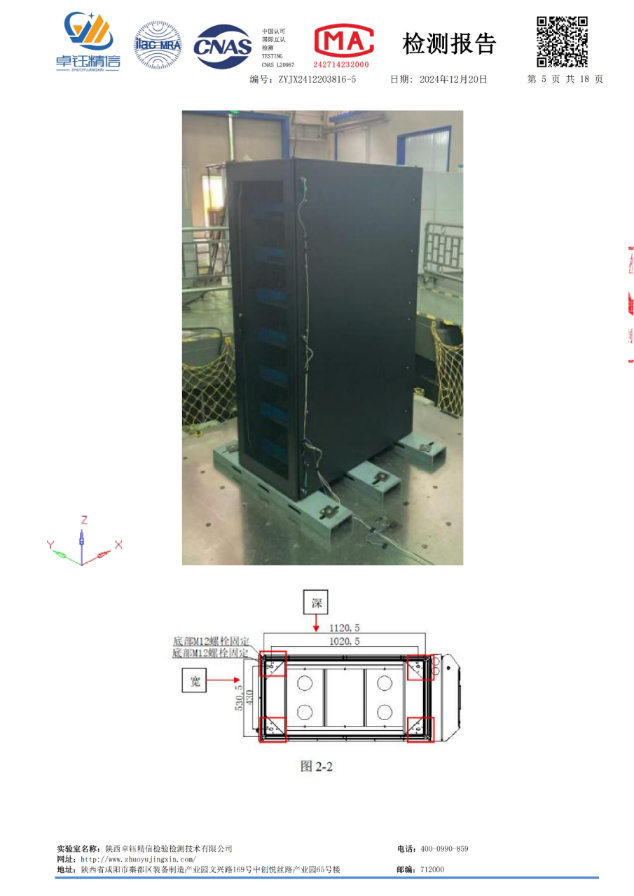 卓钰精信
ZHUOYUJINGXIN
ilac-MRA
CNAS
中国认可
国际互认
检测
TESTING
CNAS L20067
MA
242714232000
检测报告
编号: ZYJX2412203816-5
日期: 2024年12月20日
第 5 页 共 18 页
Z
Y
X
深
1120.5
1020.5
底部M12螺栓固定
底部M12螺栓固定
宽
530.5
430
图 2-2
实验室名称: 陕西卓钰精信检验检测技术有限公司
电话: 400-0990-859
网址: http://www.zhuoyujingxin.com/
地址: 陕西省咸阳市秦都区装备制造产业园文兴路169号中创悦丝路产业园65号楼
邮编: 712000